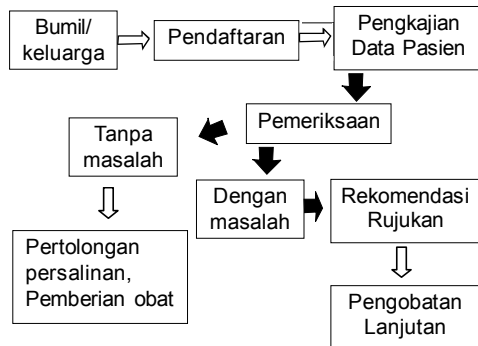 Bumil/
keluarga
Pendaftaran
Pengkajian
Data Pasien
Pemeriksaan
Tanpa
masalah
Dengan
masalah
Rekomendasi
Rujukan
Pertolongan
persalinan,
Pemberian obat
Pengobatan
Lanjutan